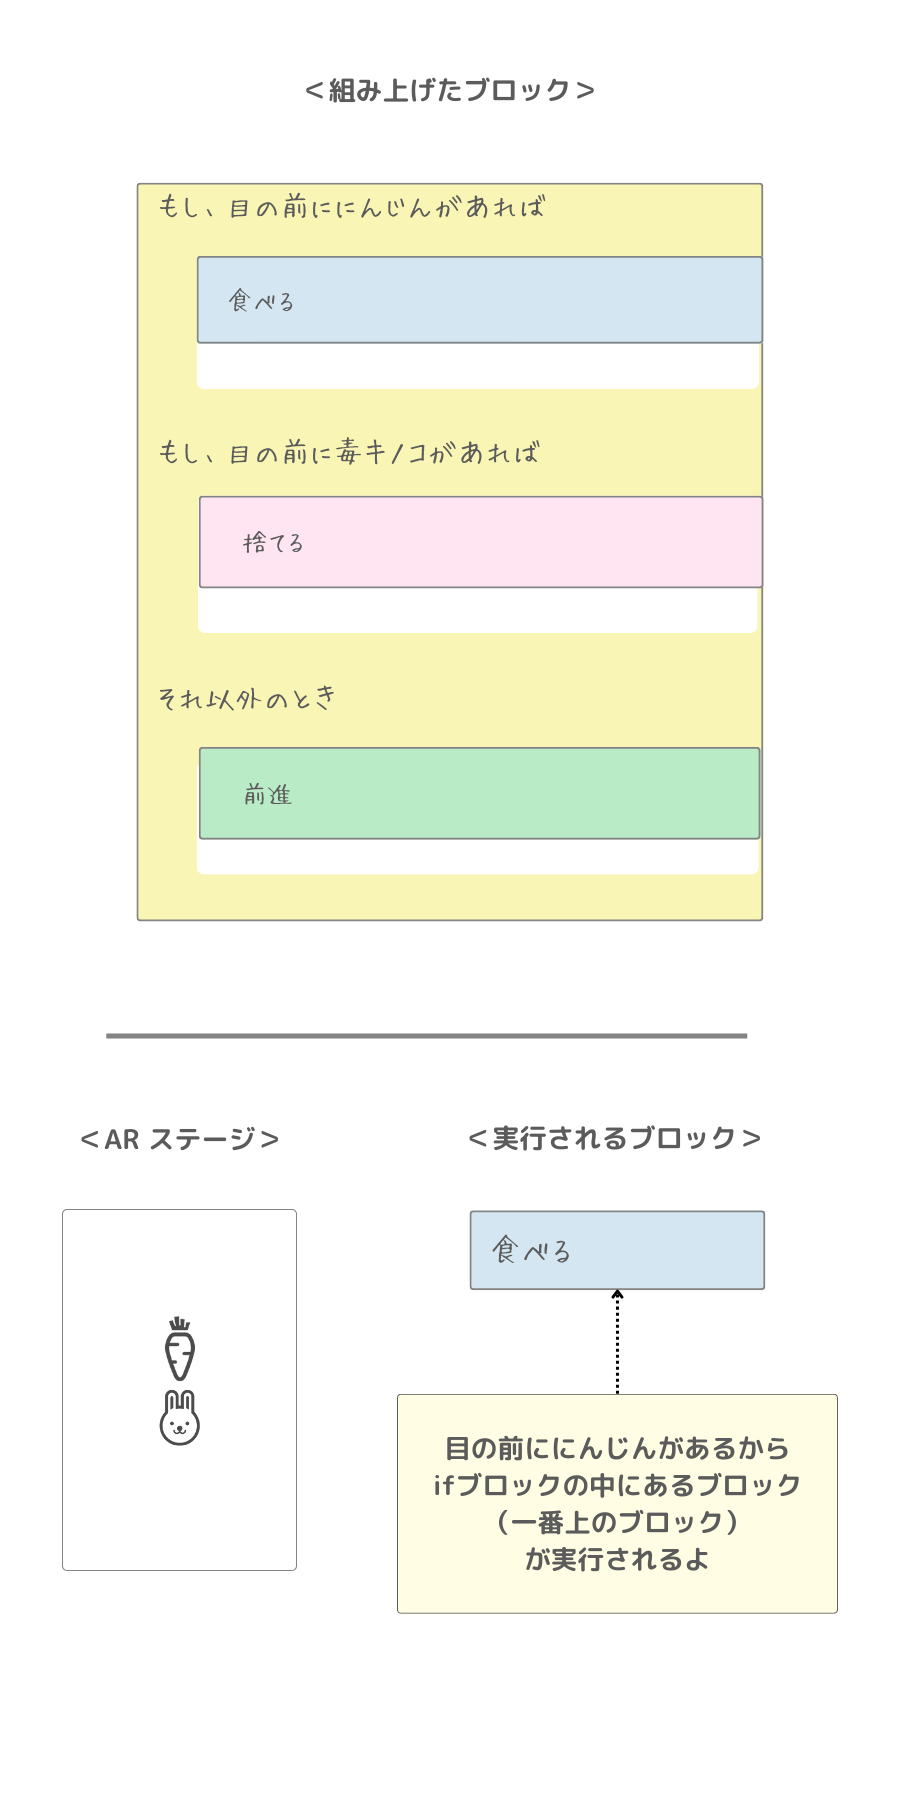 ＜組み上げたブロック＞
もし、目の前ににんじんがあれば
食べる
もし、目の前に毒キノコがあれば
捨てる
それ以外のとき
前進
＜AR ステージ＞
＜実行されるブロック＞
食べる
目の前ににんじんがあるから
ifブロックの中にあるブロック
（一番上のブロック）
が実行されるよ